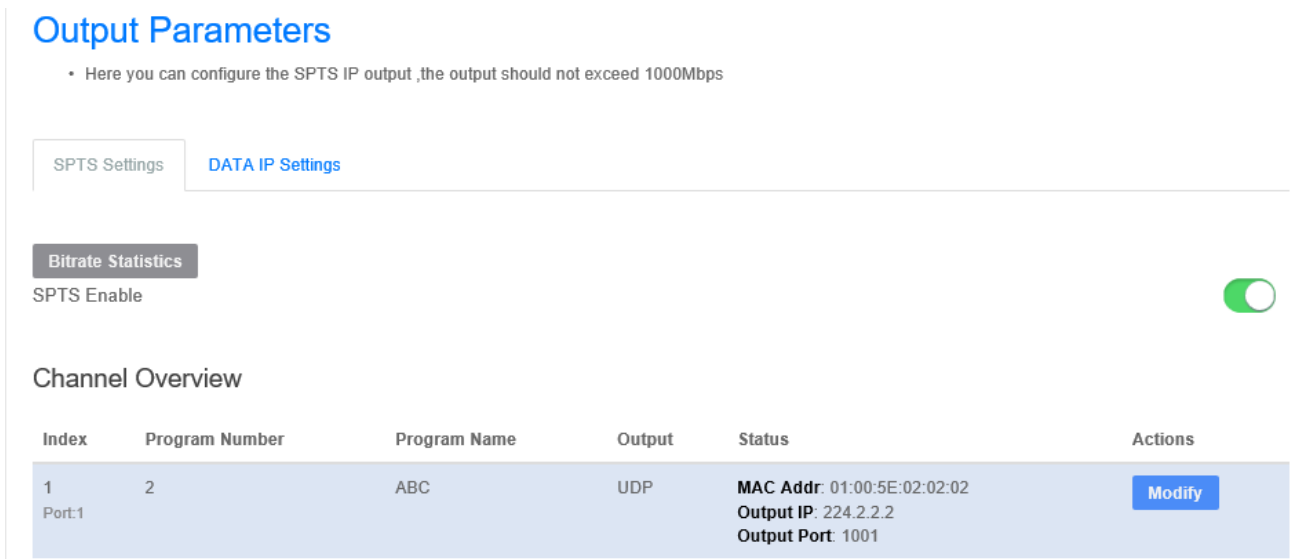 Output Parameters
• Here you can configure the SPTS IP output ,the output should not exceed 1000Mbps
SPTS Settings DATA IP Settings
Bitrate Statistics
SPTS Enable
Channel Overview
Index Program Number Program Name Output Status Actions
1 2 ABC UDP MAC Addr: 01:00:5E:02:02:02 Modify
Port:1 Output IP: 224.2.2.2
Output Port: 1001